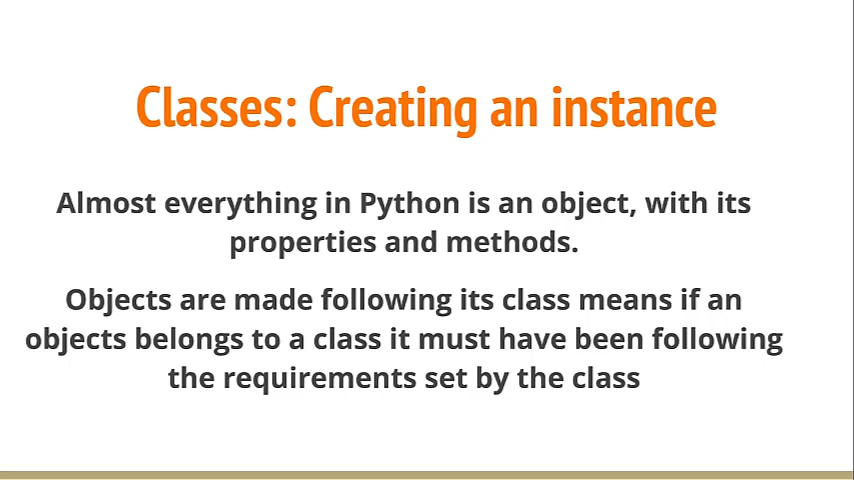 Classes: Creating an instance
Almost everything in Python is an object, with its
properties and methods.
Objects are made following its class means if an
objects belongs to a class it must have been following
the requirements set by the class